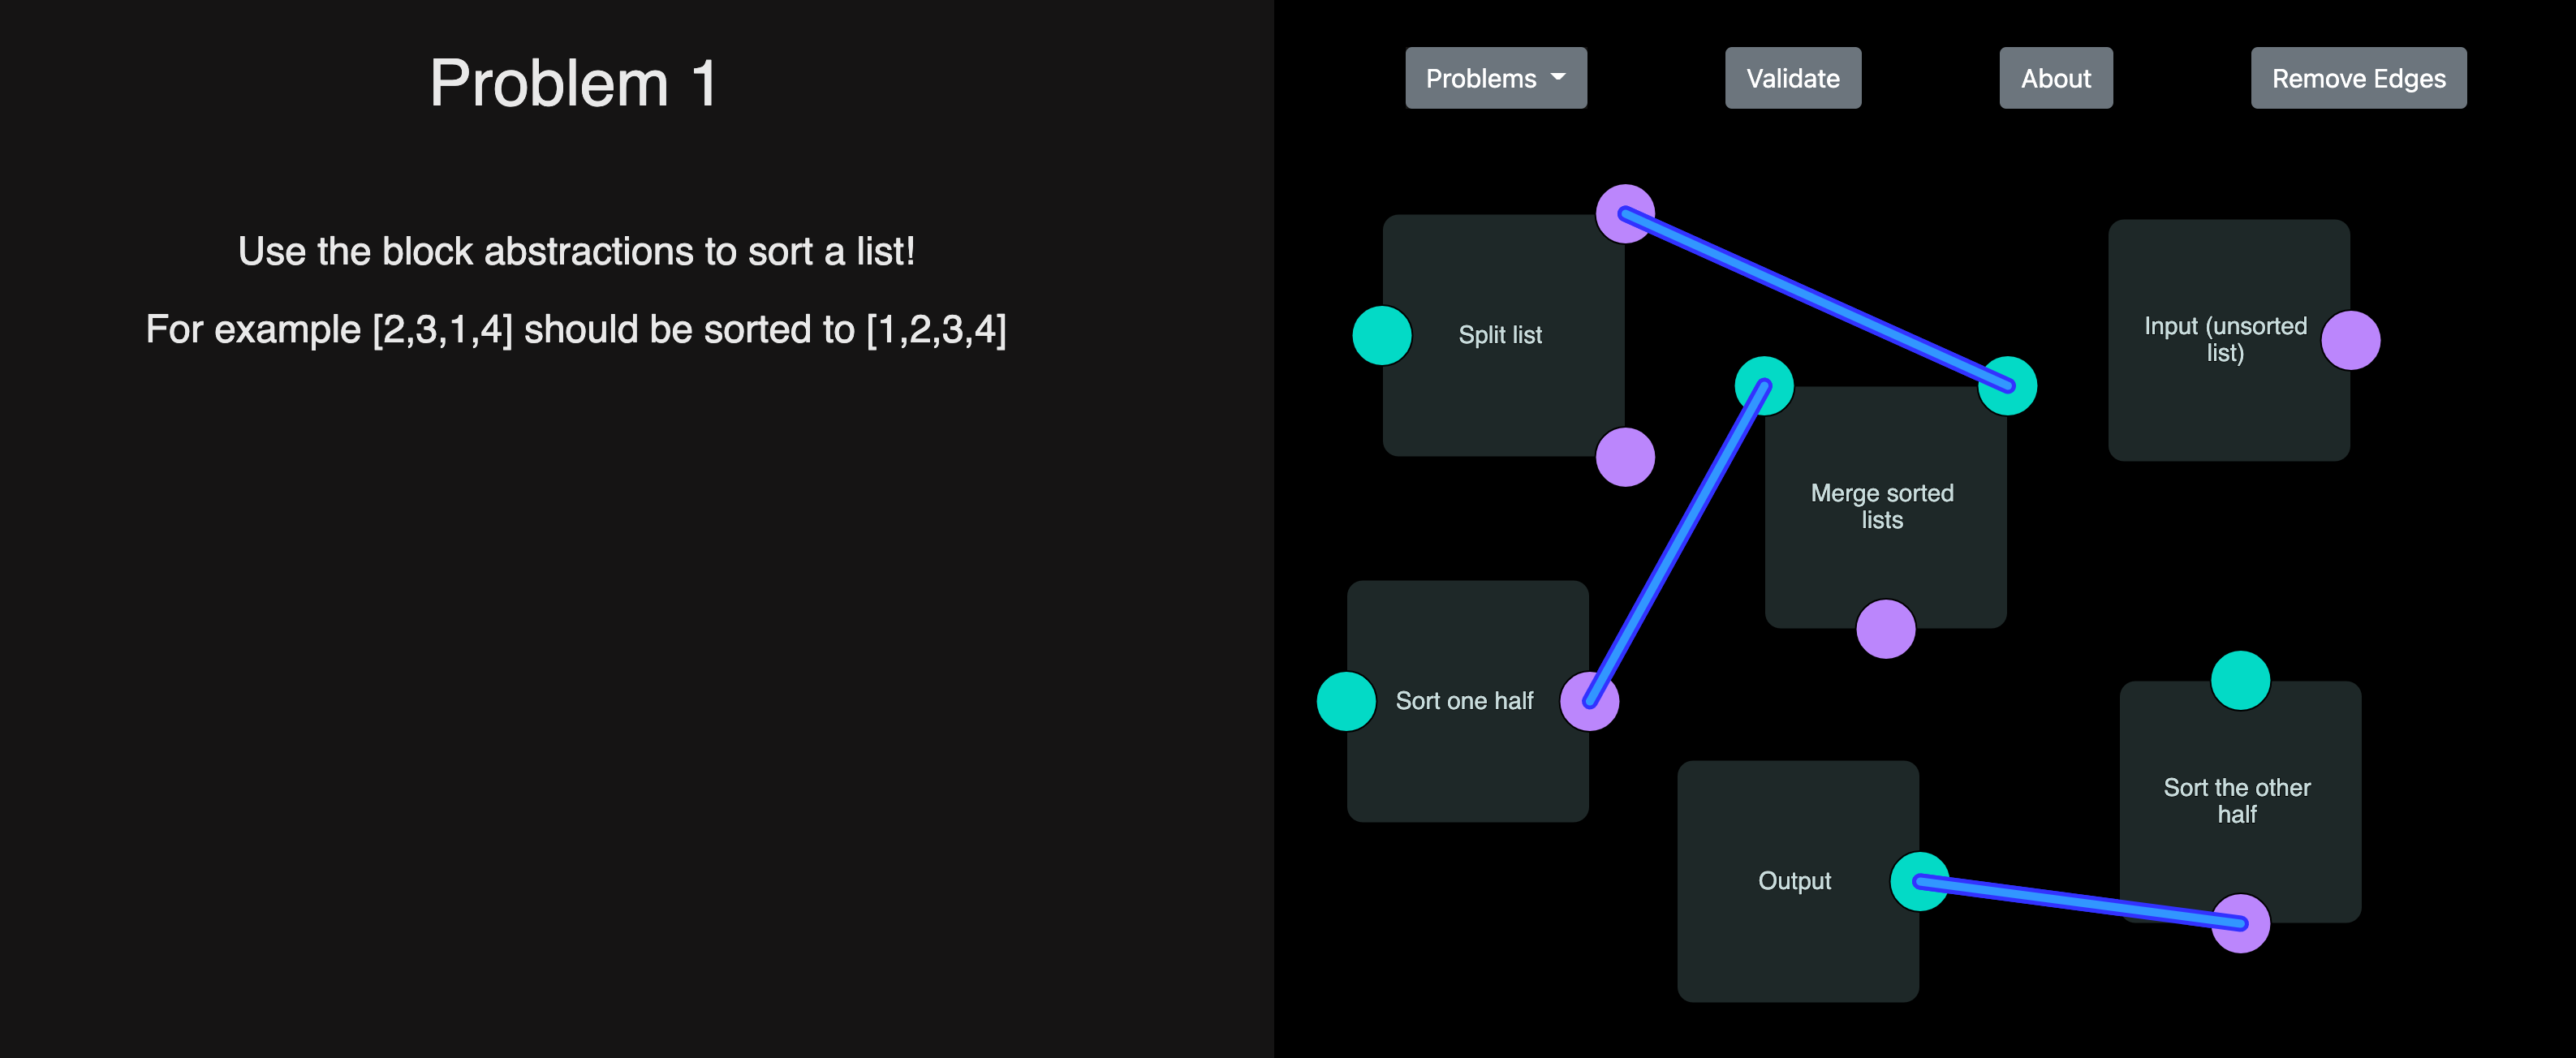 Problem 1
Use the block abstractions to sort a list!
For example [2,3,1,4] should be sorted to [1,2,3,4]
Problems
Validate
About
Remove Edges
Split list
Input (unsorted
list)
Merge sorted
lists
Sort one half
Sort the other
half
Output